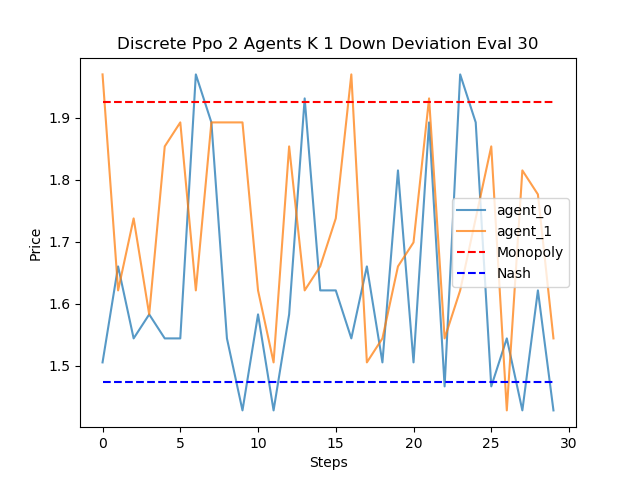 Discrete Ppo 2 Agents K 1 Down Deviation Eval 30
Price
1.9
1.8
1.7
1.6
1.5
agent_0
agent_1
Monopoly
Nash
0 5 10 15 20 25 30
Steps